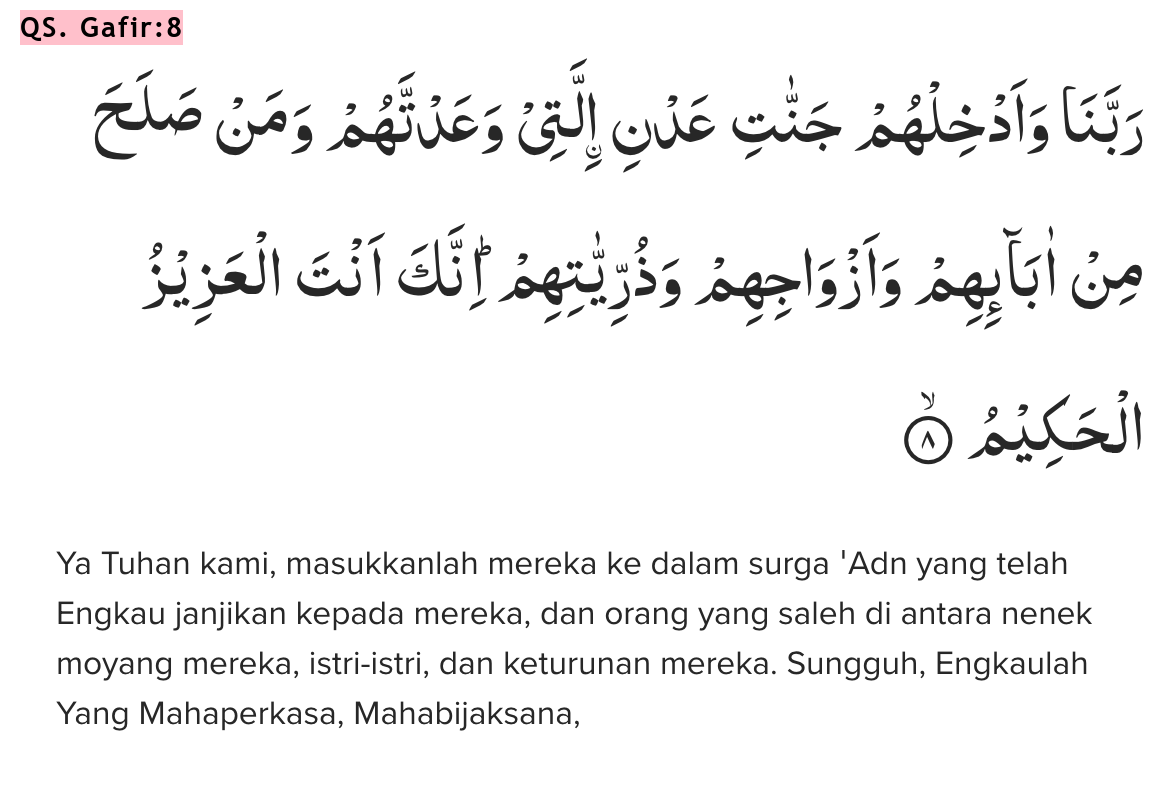 QS. Gafir:8
رَبَّنَا وَاَدْخِلْهُمْ جَنّٰتِ عَدْنِ ِۨالَّتِيْ وَعَدْتَّهُمْ وَمَنْ صَلَحَ
مِنْ اٰبَاۤىِٕهِمْ وَاَزْوَاجِهِمْ وَذُرِّيّٰتِهِمْ ۗاِنَّكَ اَنْتَ الْعَزِيْزُ
الْحَكِيْمُ ۙ ٨
Ya Tuhan kami, masukkanlah mereka ke dalam surga 'Adn yang telah
Engkau janjikan kepada mereka, dan orang yang saleh di antara nenek
moyang mereka, istri-istri, dan keturunan mereka. Sungguh, Engkaulah
Yang Mahaperkasa, Mahabijaksana,